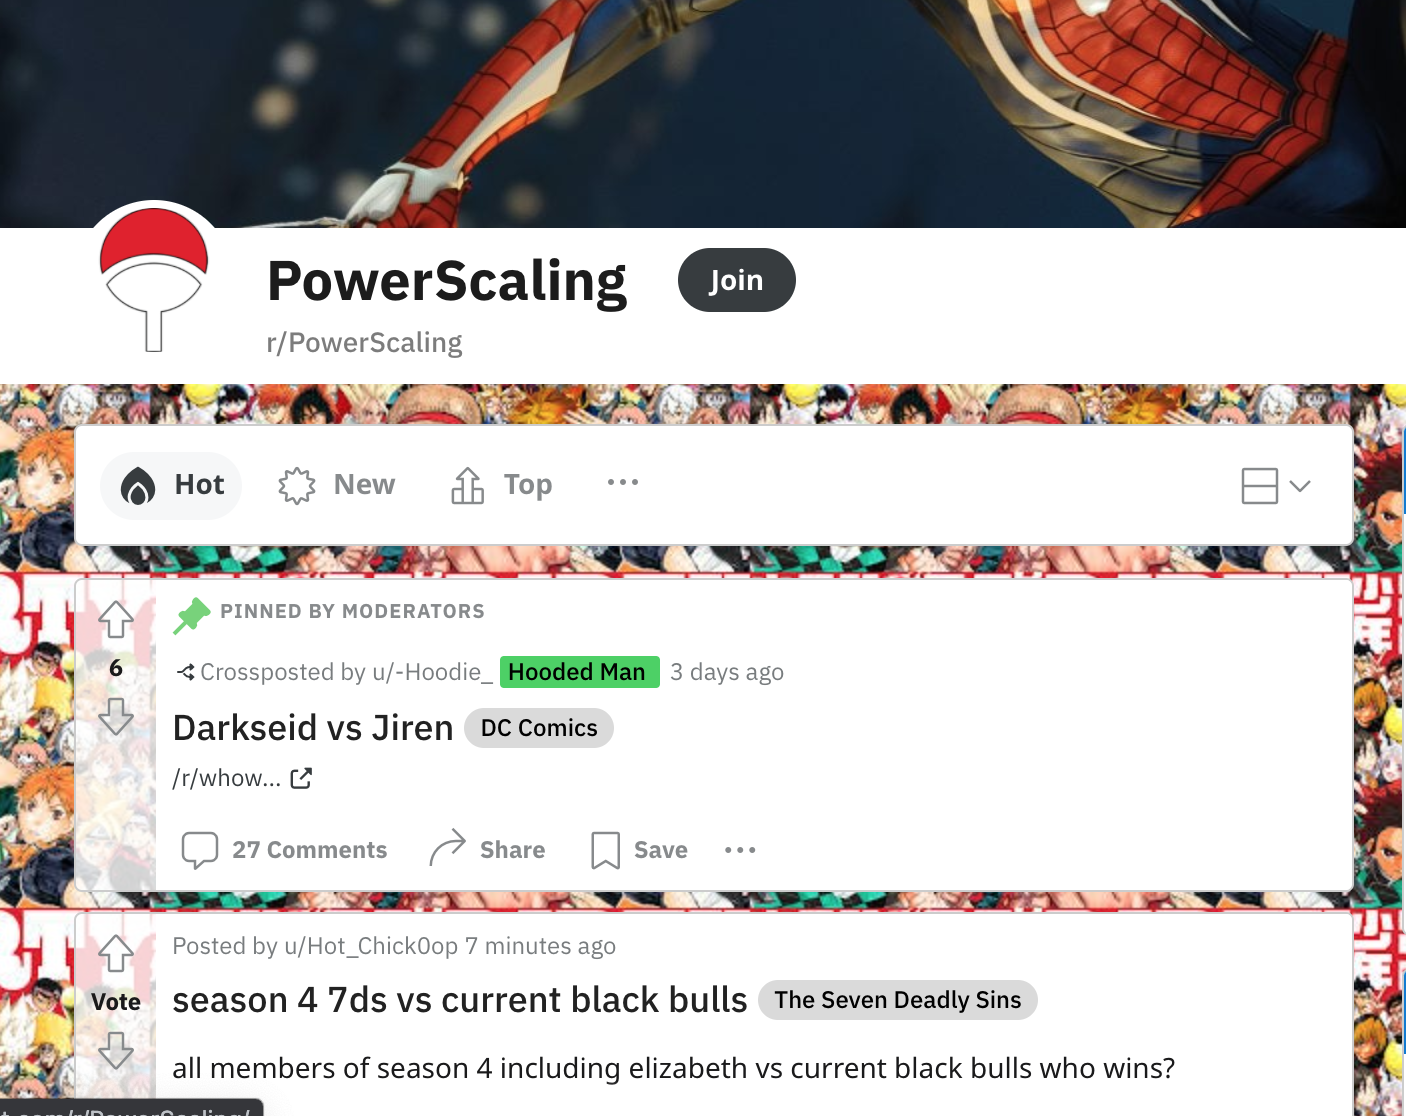 PowerScaling
Join
r/PowerScaling
Hot
New
Top
PINNED BY MODERATORS
6
Crossposted by u/-Hoodie_ Hooded Man 3 days ago
Darkseid vs Jiren DC Comics
/r/whow...
27 Comments
Share
Save
Posted by u/Hot_Chick0op 7 minutes ago
Vote
season 4 7ds vs current black bulls The Seven Deadly Sins
all members of season 4 including elizabeth vs current black bulls who wins?